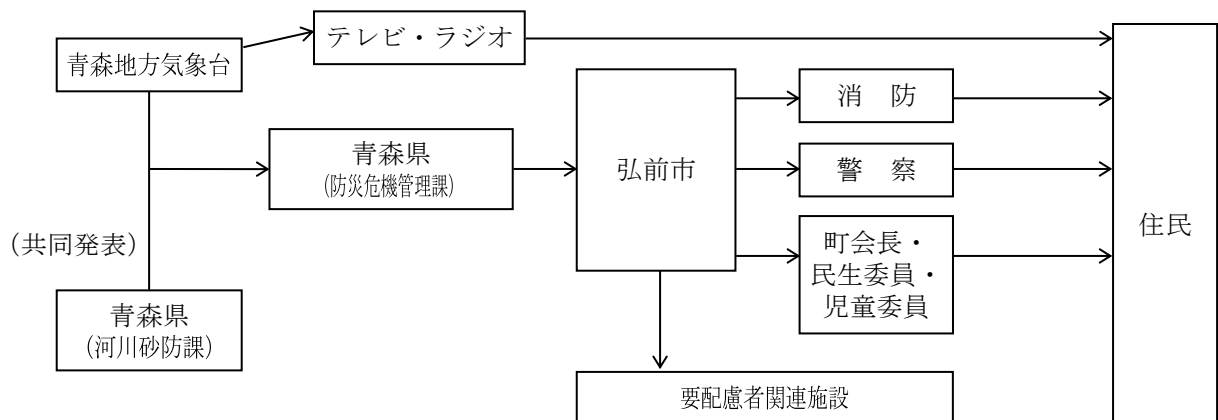 テレビ・ラジオ
青森地方気象台
消 防
青森県
(防災危機管理課)
弘前市
警 察
(共同発表)
町会長・
民生委員・
児童委員
住民
青森県
(河川砂防課)
要配慮者関連施設